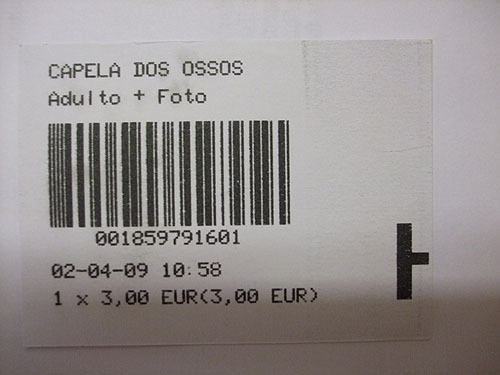 CAPELA DOS OSSOS
Adulto + Foto
001859791601
02-04-09 10:58
1 x 3,00 EUR(3,00 EUR)